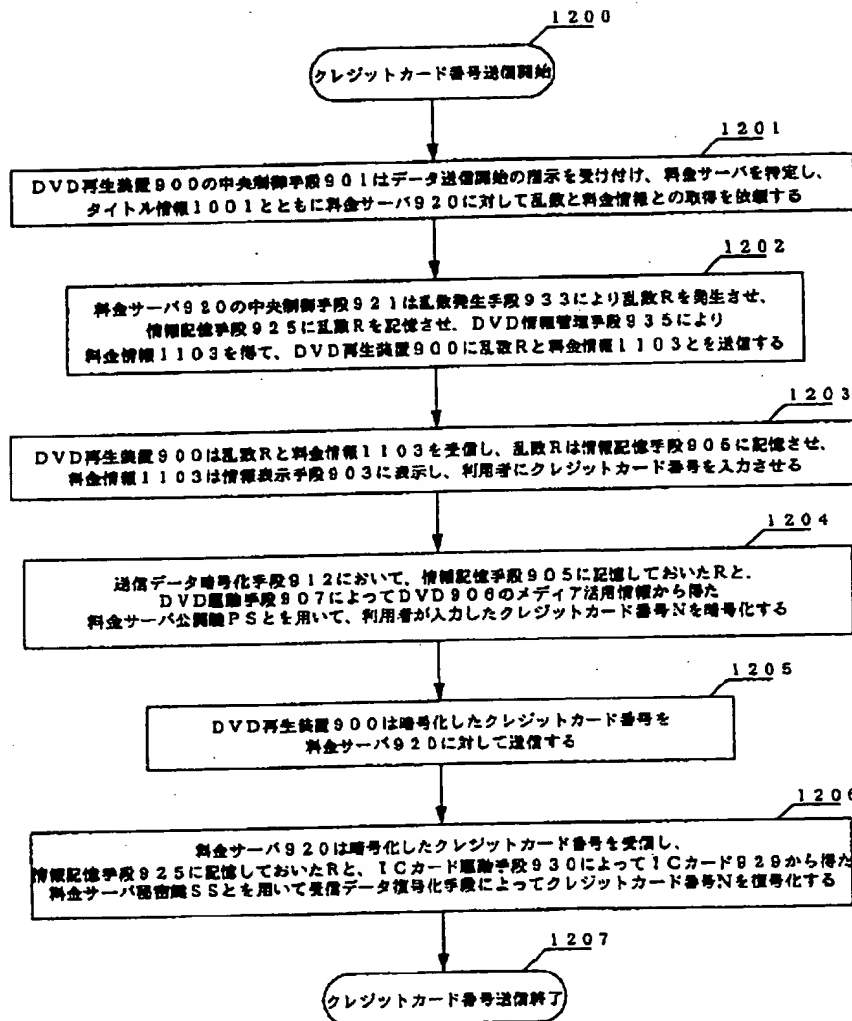 1200
クレジットカード番号送信開始
1201
DVD再生装置900の中央制御手段901はデータ送信開始の指示を受け付け、料金サーバを特定し、
タイトル情報1001とともに料金サーバ920に対して乱数と料金情報との取得を依頼する
1202
料金サーバ920の中央制御手段921は乱数発生手段933により乱数Rを発生させ、
情報記憶手段925に乱数Rを記憶させ、DVD情報管理手段935により
料金情報1103を得て、DVD再生装置900に乱数Rと料金情報1103とを送信する
1203
DVD再生装置900は乱数Rと料金情報1103を受信し、乱数Rは情報記憶手段905に記憶させ、
料金情報1103は情報表示手段903に表示し、利用者にクレジットカード番号を入力させる
1204
送信データ暗号化手段912において、情報記憶手段905に記憶しておいたRと、
DVD駆動手段907によってDVD906のメディア活用情報から得た
料金サーバ公開鍵PSとを用いて、利用者が入力したクレジットカード番号Nを暗号化する
1205
DVD再生装置900は暗号化したクレジットカード番号を
料金サーバ920に対して送信する
1206
料金サーバ920は暗号化したクレジットカード番号を受信し、
情報記憶手段925に記憶しておいたRと、ICカード駆動手段930によってICカード929から得た
料金サーバ秘密鍵SSとを用いて受信データ復号化手段によってクレジットカード番号Nを復号化する
1207
クレジットカード番号送信終了